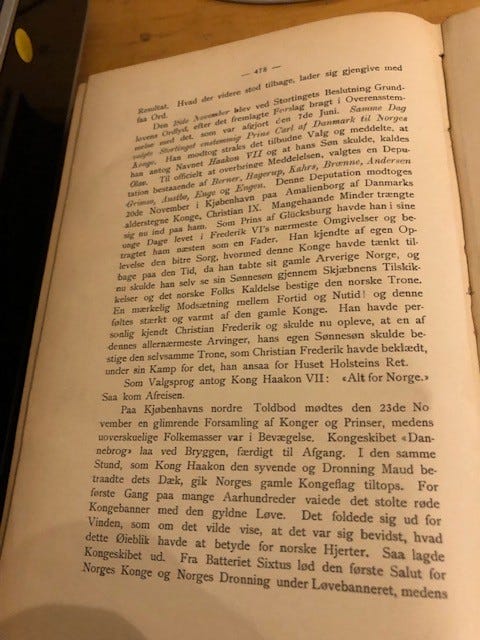 — 478 —
Resultat. Hvad der videre stod tilbage, lader sig gjengive med
faa Ord.
Den 18de November blev ved Stortingets Beslutning Grund-
lovens Ordlyd, efter det fremlagte Forslag bragt i Overensstem-
melse med det, som var afgjort den 7de Juni. Samme Dag
valgte Stortinget enstemmig Prins Carl af Danmark til Norges
Konge. Han modtog straks det tilbudne Valg og meddelte, at
han antog Navnet Haakon VII og at hans Søn skulde, kaldes
Olav. Til officielt at overbringe Meddelelsen, valgtes en Depu-
tation bestaaende af Berner, Hagerup, Kahrs, Brænne, Andersen
Grimsø, Austbø, Enge og Engen. Denne Deputation modtoges
20de November i Kjøbenhavn paa Amalienborg af Danmarks
alderstegne Konge, Christian IX. Mangehaande Minder trængte
sig nu ind paa ham. Som Prins af Glücksburg havde han i sine
unge Dage levet i Frederik VI's nærmeste Omgivelser og be-
tragtet ham næsten som en Fader. Han kjendte af egen Op-
levelse den bitre Sorg, hvormed denne Konge havde tænkt til-
bage paa den Tid, da han tabte sit gamle Arverige Norge, og
nu skulde han selv se sin Sønnesøn gjennem Skjæbnens Tilskik-
kelser og det norske Folks Kaldelse bestige den norske Trone.
En mærkelig Modsætning mellem Fortid og Nutid! og denne
føltes stærkt og varmt af den gamle Konge. Han havde per-
sonlig kjendt Christian Frederik og skulde nu opleve, at en af
dennes allernærmeste Arvinger, hans egen Sønnesøn skulde be-
stige den selvsamme Trone, som Christian Frederik havde beklædt,
under sin Kamp for det, han ansaa for Huset Holsteins Ret.
Som Valgsprog antog Kong Haakon VII: «Alt for Norge.»
Saa kom Afreisen.
Paa Kjøbenhavns nordre Toldbod mødtes den 23de No
vember en glimrende Forsamling af Konger og Prinser, medens
uoverskuelige Folkemasser var i Bevægelse. Kongeskibet «Dan-
nebrog» laa ved Bryggen, færdigt til Afgang. I den samme
Stund, som Kong Haakon den syvende og Dronning Maud be-
traadte dets Dæk, gik Norges gamle Kongeflag tiltops. For
første Gang paa mange Aarhundreder vaiede det stolte røde
Kongebanner med den gyldne Løve. Det foldede sig ud for
Vinden, som om det vilde vise, at det var sig bevidst, hvad
dette Øieblik havde at betyde for norske Hjerter. Saa lagde
Kongeskibet ud. Fra Batteriet Sixtus lød den første Salut for
Norges Konge og Norges Dronning under Løvebanneret, medens